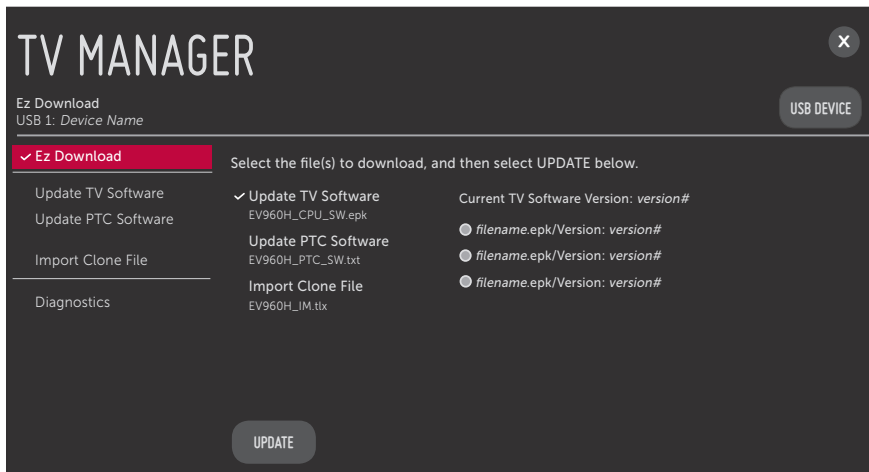 TV MANAGER
X
Ez Download
USB 1: Device Name
USB DEVICE
Ez Download
Update TV Software
Update PTC Software
Import Clone File
Diagnostics
Select the file(s) to download, and then select UPDATE below.
Update TV Software
EV960H_CPU_SW.epk
Update PTC Software
EV960H_PTC_SW.txt
Import Clone File
EV960H_IM.tlx
Current TV Software Version: version#
filename.epk/Version: version#
filename.epk/Version: version#
filename.epk/Version: version#
UPDATE